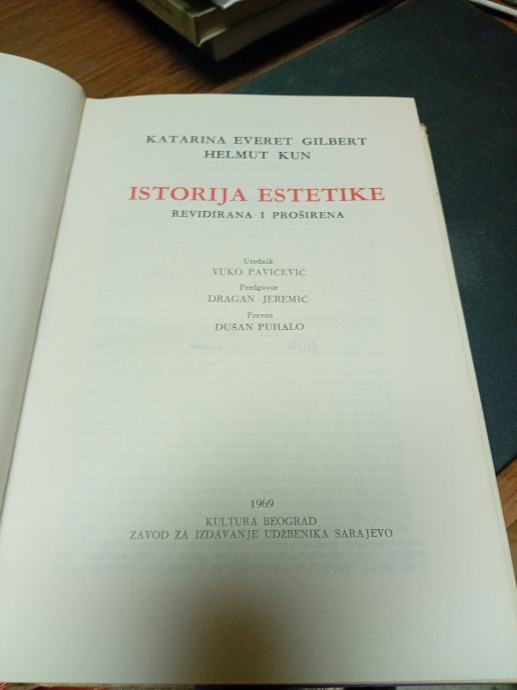 KATARINA EVERET GILBERT
HELMUT KUN
ISTORIJA ESTETIKE
REVIDIRANA I PROŠIRENA
Urednik
VUKO PAVIĆEVIĆ
Predgovor
DRAGAN JEREMIĆ
Preveo
DUŠAN PUHALO
1969
KULTURA BEOGRAD
ZAVOD ZA IZDAVANJE UDŽBENIKA SARAJEVO